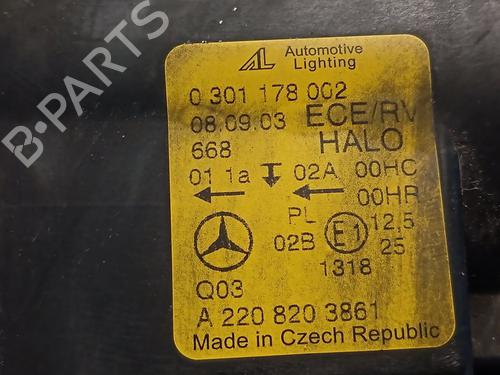 B-PARTS
AL Automotive
Lighting
0 301 178 002
08.09.03 ECE/RV
668 HALO
01 1a 02A 00HC
00HR
PL 12,5
02B E1 25
1318
Q03
A 220 820 3861
Made in Czech Republic